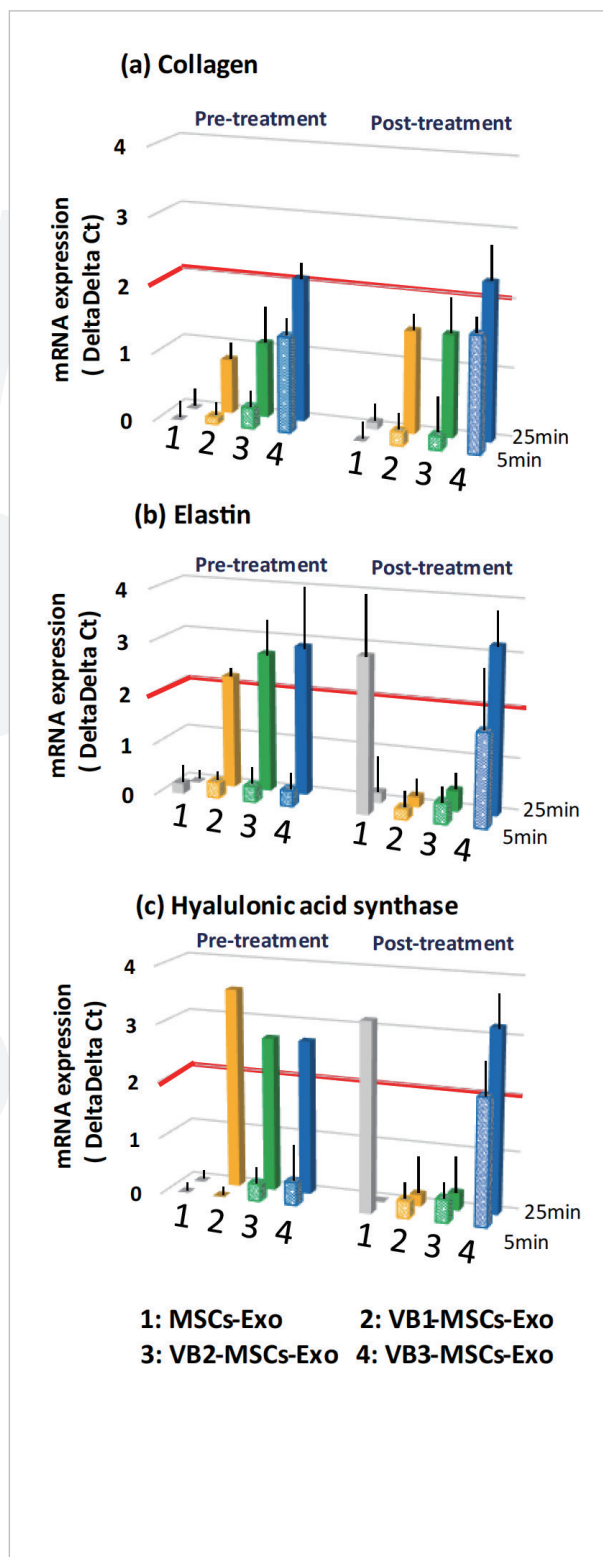 (a) Collagen
Pre-treatment Post-treatment
mRNA expression
( DeltaDelta Ct)
4
3
2
1
0
1 2 3 4 1 2 3 4
25min
5min
(b) Elastin
Pre-treatment Post-treatment
mRNA expression
( DeltaDelta Ct)
4
3
2
1
0
1 2 3 4 1 2 3 4
25min
5min
(c) Hyalulonic acid synthase
Pre-treatment Post-treatment
mRNA expression
( DeltaDelta Ct)
4
3
2
1
0
1 2 3 4 1 2 3 4
25min
5min
1: MSCs-Exo 2: VB1-MSCs-Exo
3: VB2-MSCs-Exo 4: VB3-MSCs-Exo